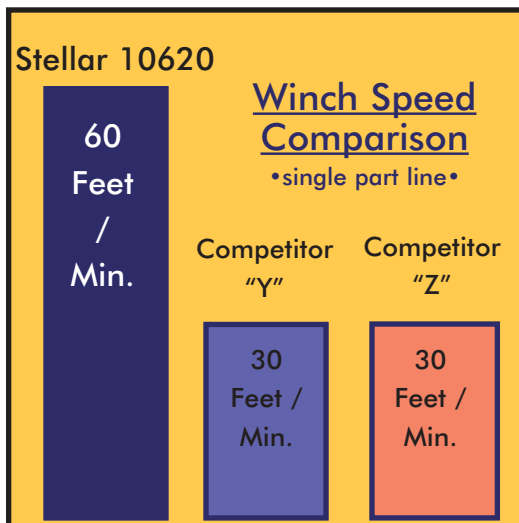 Stellar 10620
60
Feet
/
Min.
Winch Speed
Comparison
•single part line•
Competitor
“Y”
30
Feet /
Min.
Competitor
“Z”
30
Feet /
Min.